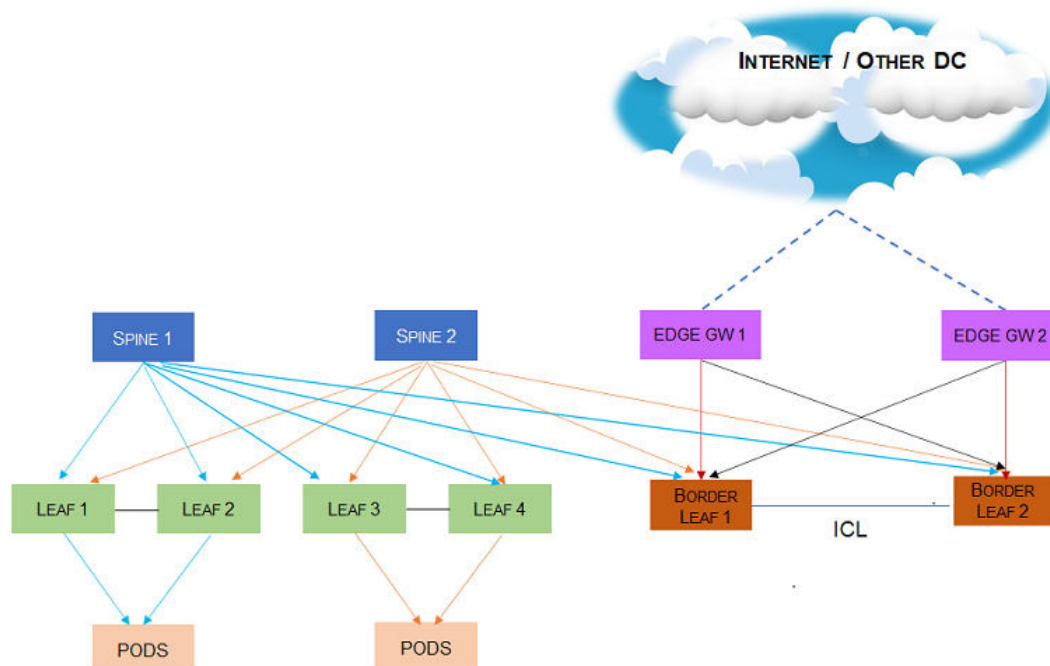 INTERNET / OTHER DC
SPINE 1
SPINE 2
EDGE GW 1
EDGE GW 2
LEAF 1
LEAF 2
LEAF 3
LEAF 4
BORDER
LEAF 1
BORDER
LEAF 2
ICL
PODS
PODS